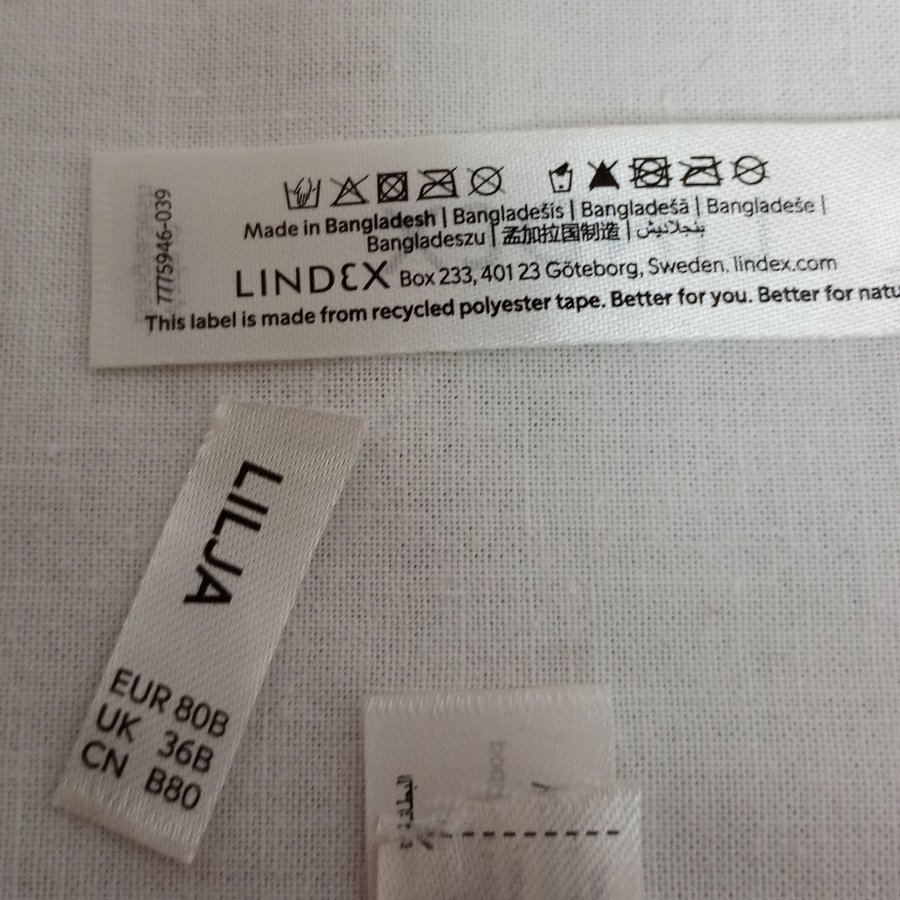 7775946-039
Made in Bangladesh | Bangladešis | Bangladešā | Bangladeše |
Bangladeszu | 孟加拉国制造 | بنجلاديش
LINDEX Box 233, 401 23 Göteborg, Sweden. lindex.com
This label is made from recycled polyester tape. Better for you. Better for natu
LILJA
EUR 80B
UK 36B
CN B80